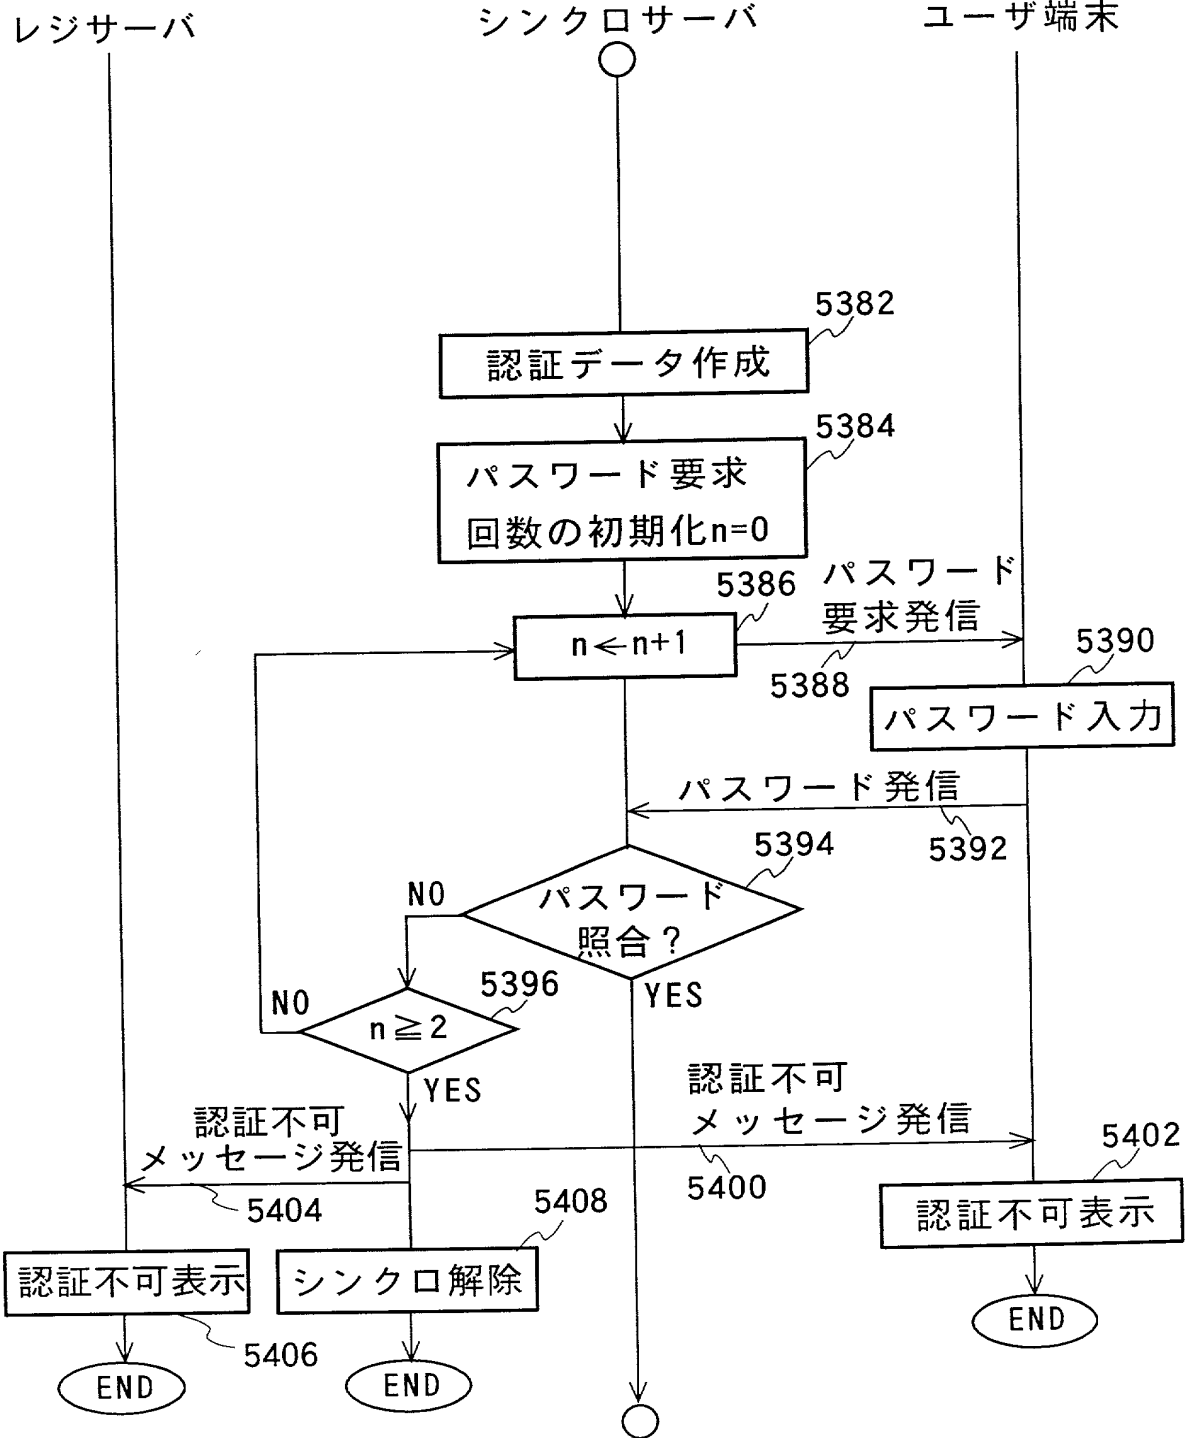 レジサーバ
シンクロサーバ
ユーザ端末
5382
認証データ作成
5384
パスワード要求
回数の初期化n=0
5386
パスワード
要求発信
n←n+1
5388
5390
パスワード入力
パスワード発信
5392
5394
パスワード
照合?
NO
YES
5396
n≧2
NO
YES
認証不可
メッセージ発信
5400
認証不可
メッセージ発信
5404
5402
認証不可表示
5408
認証不可表示
シンクロ解除
5406
END
END
END